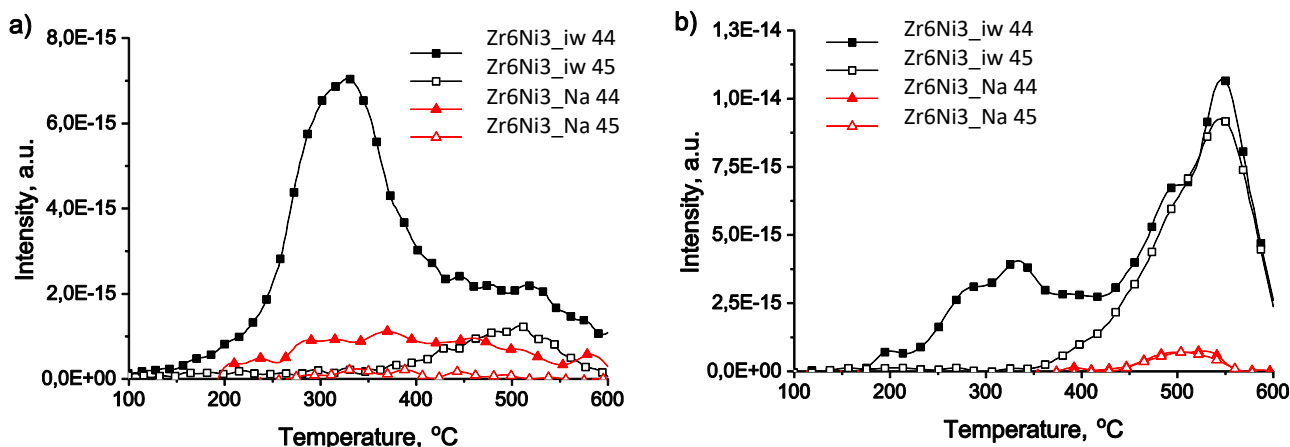 a)
8,0E-15
6,0E-15
4,0E-15
2,0E-15
0,0E+00
Intensity, a.u.
Zr6Ni3_iw 44
Zr6Ni3_iw 45
Zr6Ni3_Na 44
Zr6Ni3_Na 45
100 200 300 400 500 600
Temperature, °C
b)
1,3E-14
1,0E-14
7,5E-15
5,0E-15
2,5E-15
0,0E+00
Intensity, a.u.
Zr6Ni3_iw 44
Zr6Ni3_iw 45
Zr6Ni3_Na 44
Zr6Ni3_Na 45
100 200 300 400 500 600
Temperature, °C